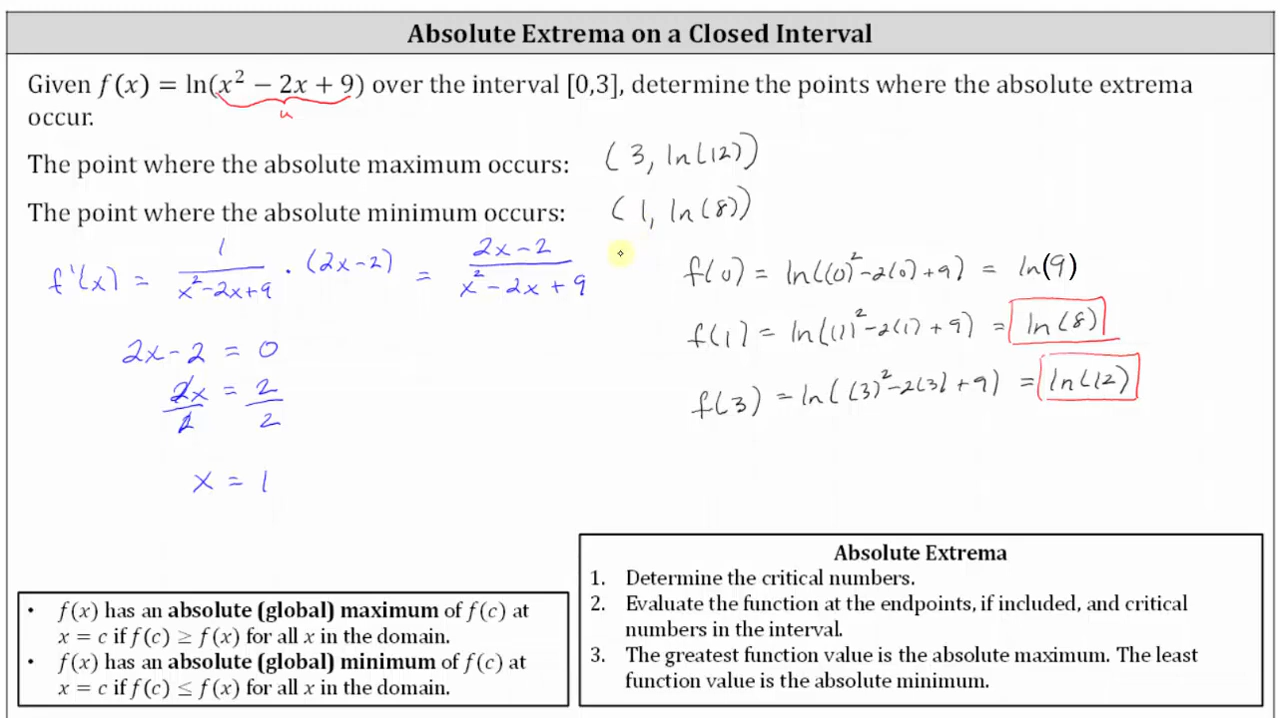 Absolute Extrema on a Closed Interval
Given f(x) = ln(x² − 2x + 9) over the interval [0,3], determine the points where the absolute extrema
u
occur.
The point where the absolute maximum occurs: (3, ln(12))
The point where the absolute minimum occurs: (1, ln(8))
f'(x) = 1/(x²−2x+9) · (2x−2) = (2x−2)/(x²−2x+9)
f(0) = ln((0)²−2(0)+9) = ln(9)
f(1) = ln((1)²−2(1)+9) = ln(8)
2x−2 = 0
2x/2 = 2/2
f(3) = ln((3)²−2(3)+9) = ln(12)
x = 1
• f(x) has an absolute (global) maximum of f(c) at
x = c if f(c) ≥ f(x) for all x in the domain.
• f(x) has an absolute (global) minimum of f(c) at
x = c if f(c) ≤ f(x) for all x in the domain.
Absolute Extrema
1. Determine the critical numbers.
2. Evaluate the function at the endpoints, if included, and critical
numbers in the interval.
3. The greatest function value is the absolute maximum. The least
function value is the absolute minimum.